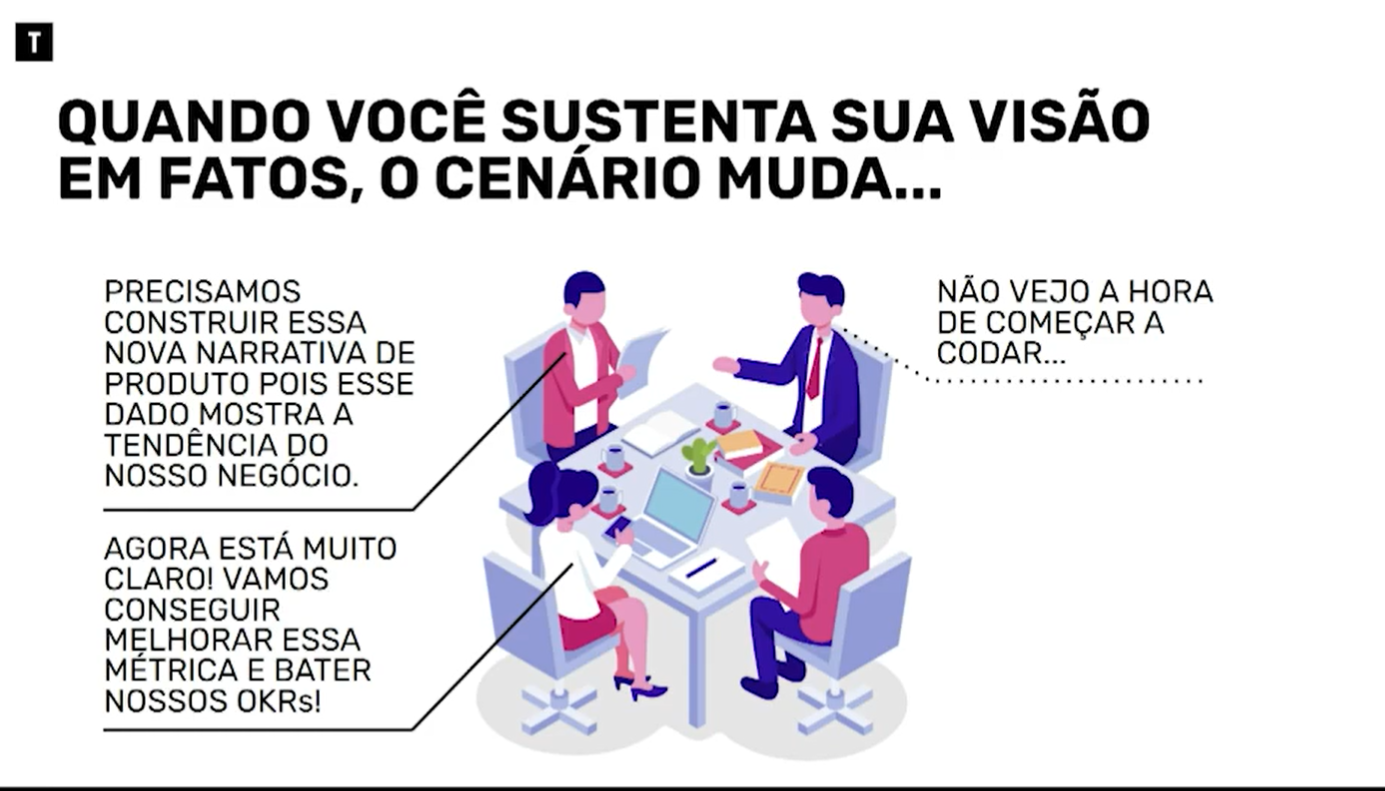 T
QUANDO VOCÊ SUSTENTA SUA VISÃO
EM FATOS, O CENÁRIO MUDA...
PRECISAMOS
CONSTRUIR ESSA
NOVA NARRATIVA DE
PRODUTO POIS ESSE
DADO MOSTRA A
TENDÊNCIA DO
NOSSO NEGÓCIO.
AGORA ESTÁ MUITO
CLARO! VAMOS
CONSEGUIR
MELHORAR ESSA
MÉTRICA E BATER
NOSSOS OKRs!
NÃO VEJO A HORA
DE COMEÇAR A
CODAR...